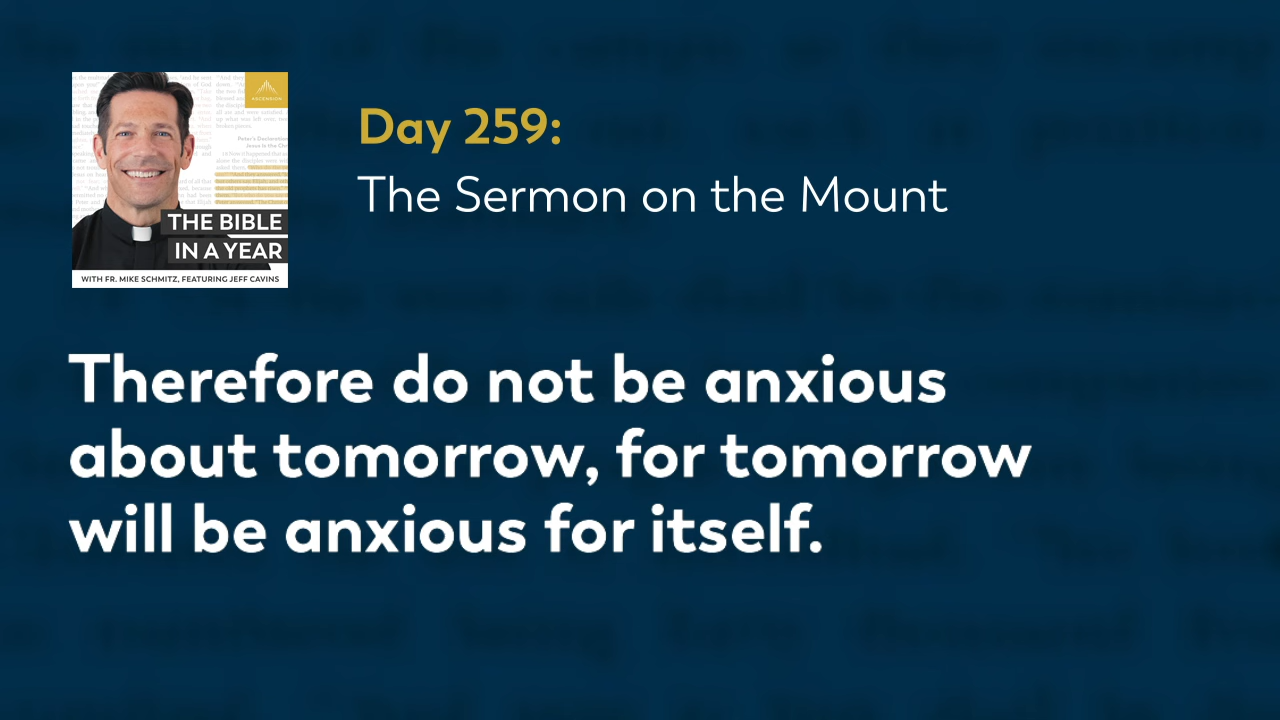 ASCENSION
THE BIBLE
IN A YEAR
WITH FR. MIKE SCHMITZ, FEATURING JEFF CAVINS
Day 259:
The Sermon on the Mount
Therefore do not be anxious
about tomorrow, for tomorrow
will be anxious for itself.